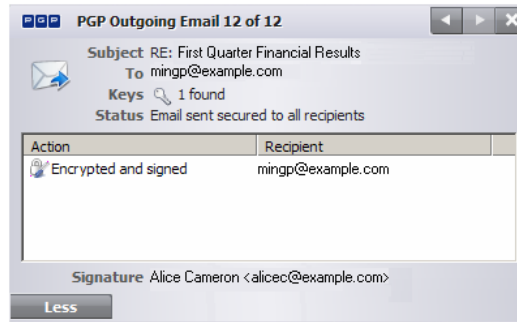 PGP PGP Outgoing Email 12 of 12
Subject RE: First Quarter Financial Results
To mingp@example.com
Keys 1 found
Status Email sent secured to all recipients
Action Recipient
Encrypted and signed mingp@example.com
Signature Alice Cameron <alicec@example.com>
Less